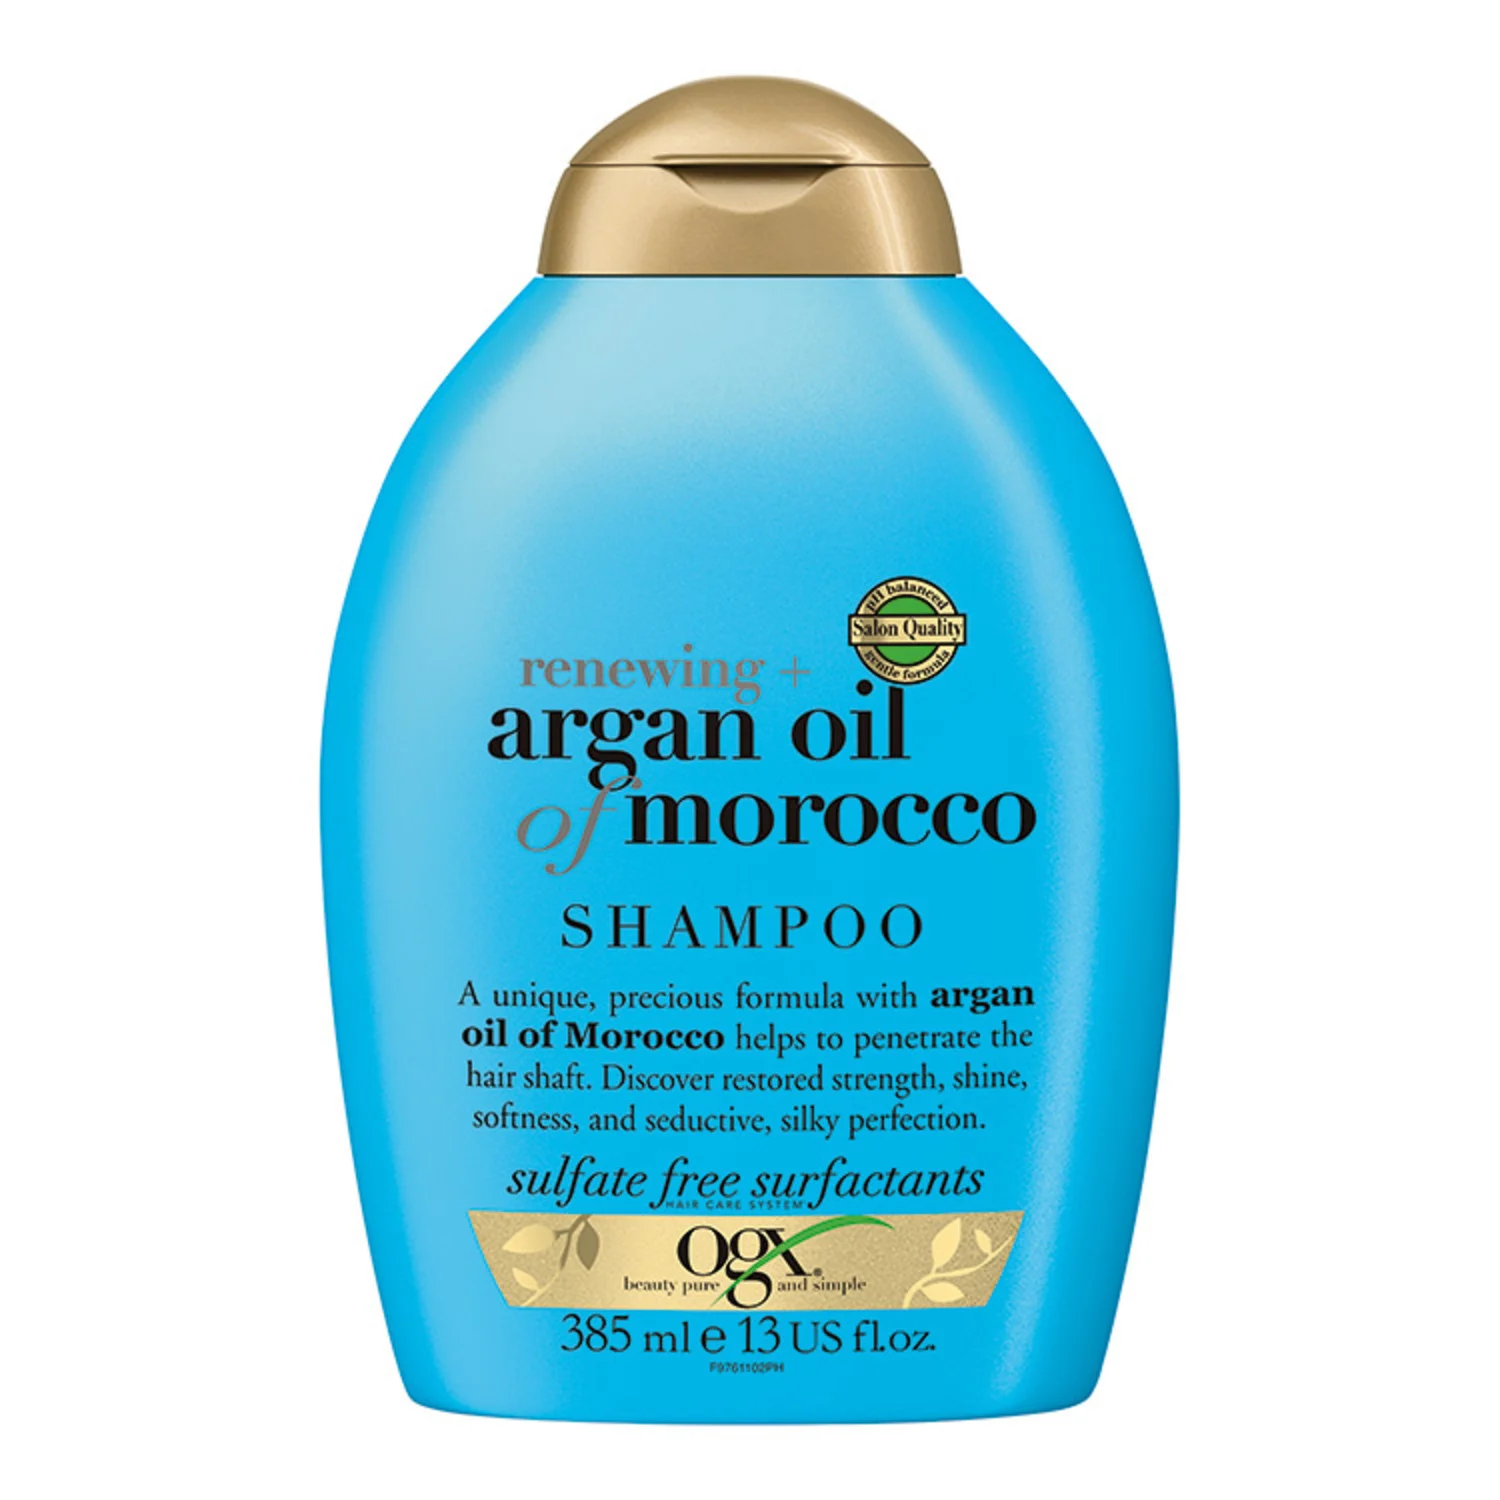 pH balanced
Salon Quality
gentle formula
renewing +
argan oil
of morocco
SHAMPOO
A unique, precious formula with argan
oil of Morocco helps to penetrate the
hair shaft. Discover restored strength, shine,
softness, and seductive, silky perfection.
sulfate free surfactants
HAIR CARE SYSTEM
ogx®
beauty pure and simple
385 ml e 13 US fl.oz.
F9761102PH